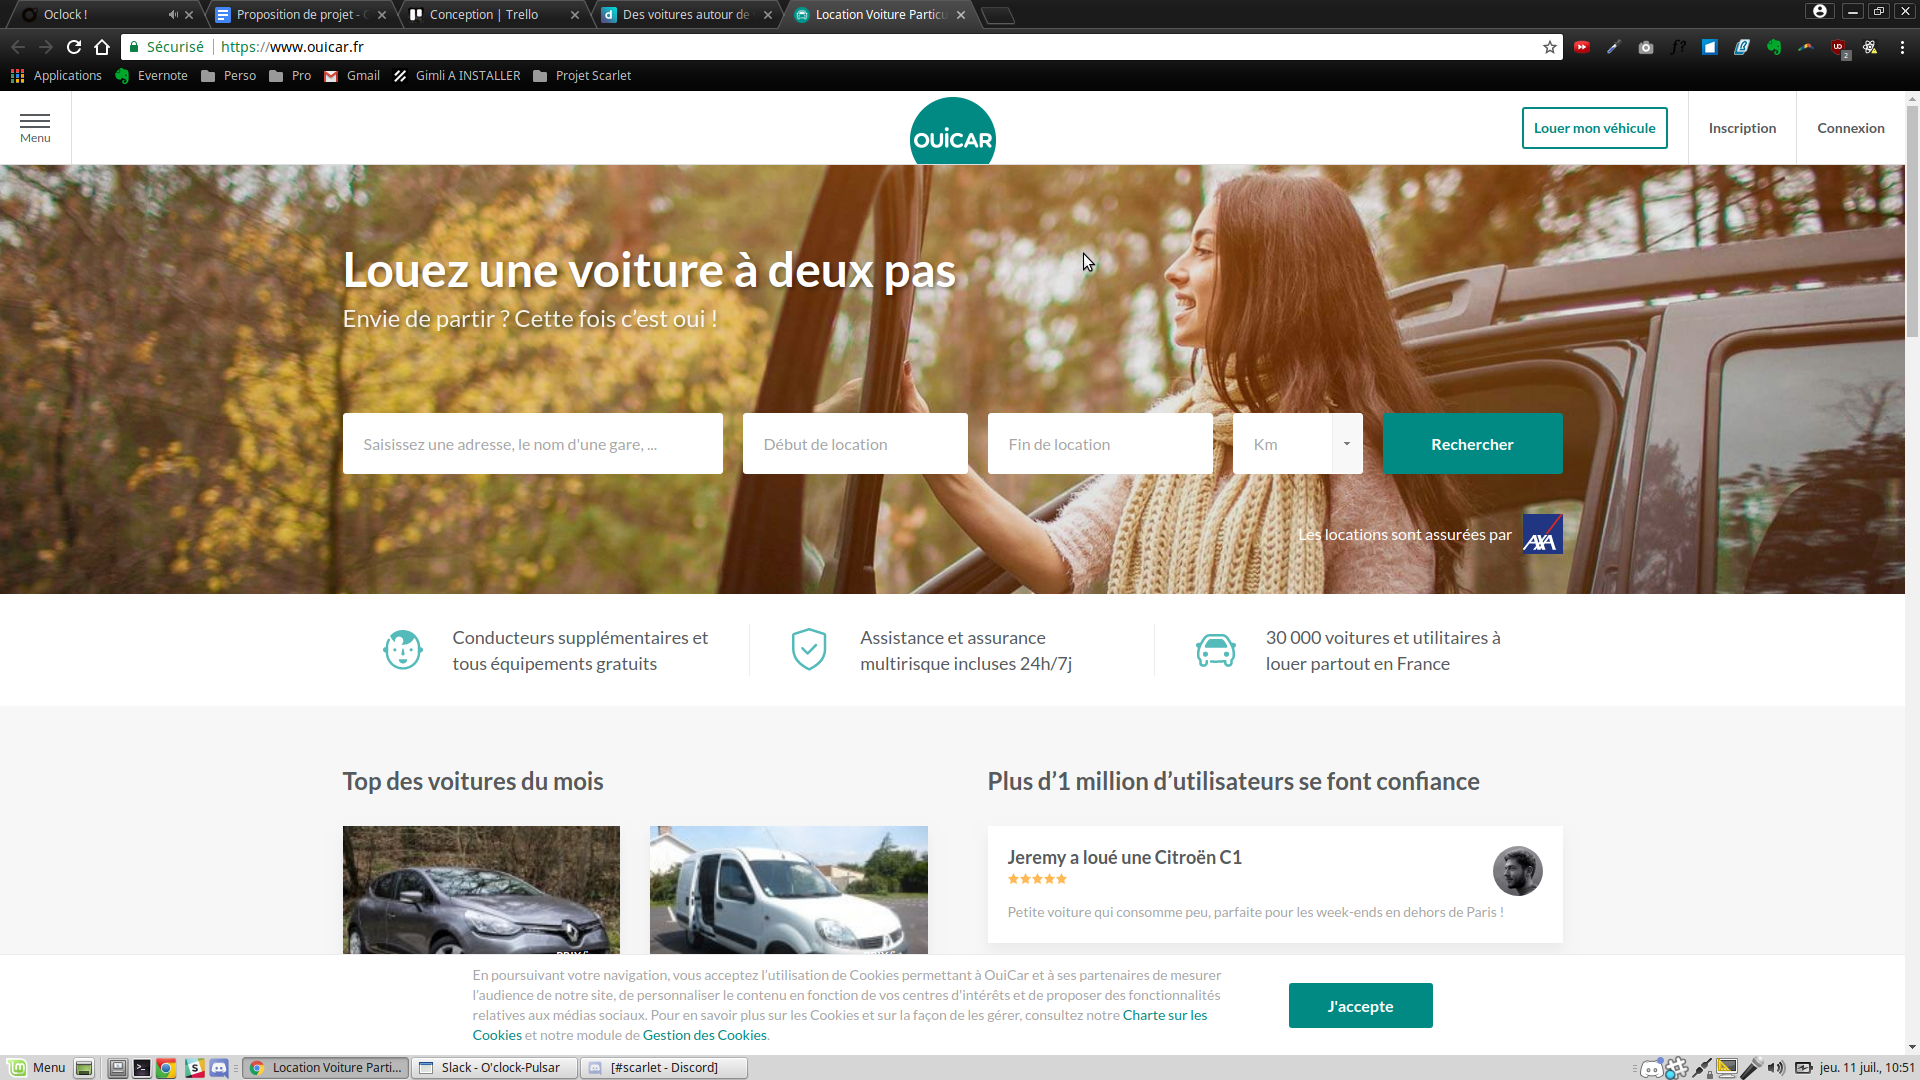 Oclock !
Proposition de projet -
Conception | Trello
Des voitures autour de
Location Voiture Particu
Sécurisé
https://www.ouicar.fr
Applications
Evernote
Perso
Pro
Gmail
Gimli A INSTALLER
Projet Scarlet
Menu
OUICAR
Louer mon véhicule
Inscription
Connexion
Louez une voiture à deux pas
Envie de partir ? Cette fois c’est oui !
Saisissez une adresse, le nom d'une gare, ...
Début de location
Fin de location
Km
Rechercher
Les locations sont assurées par
AXA
Conducteurs supplémentaires et
tous équipements gratuits
Assistance et assurance
multirisque incluses 24h/7j
30 000 voitures et utilitaires à
louer partout en France
Top des voitures du mois
Plus d’1 million d’utilisateurs se font confiance
Jeremy a loué une Citroën C1
Petite voiture qui consomme peu, parfaite pour les week-ends en dehors de Paris !
En poursuivant votre navigation, vous acceptez l’utilisation de Cookies permettant à OuiCar et à ses partenaires de mesurer
l’audience de notre site, de personnaliser le contenu en fonction de vos centres d’intérêts et de proposer des fonctionnalités
relatives aux médias sociaux. Pour en savoir plus sur les Cookies et sur la façon de les gérer, consultez notre Charte sur les
Cookies et notre module de Gestion des Cookies.
J'accepte
Menu
Location Voiture Parti...
Slack - O'clock-Pulsar
[#scarlet - Discord]
jeu. 11 juil., 10:51